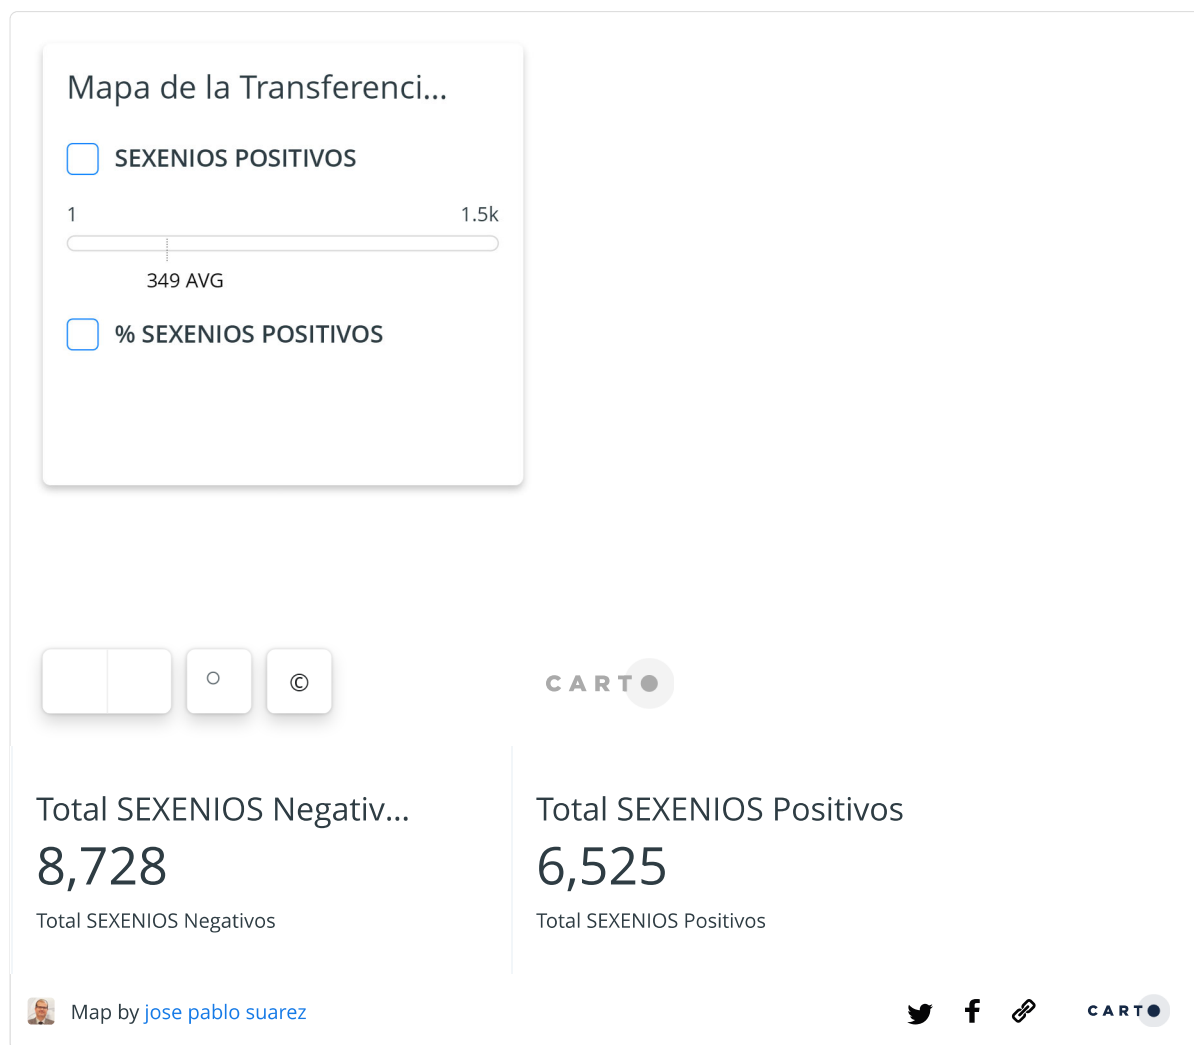 Mapa de la Transferenci...
SEXENIOS POSITIVOS
1 1.5k
349 AVG
% SEXENIOS POSITIVOS
©
CARTO
Total SEXENIOS Negativ...
8,728
Total SEXENIOS Negativos
Total SEXENIOS Positivos
6,525
Total SEXENIOS Positivos
Map by jose pablo suarez
CARTO